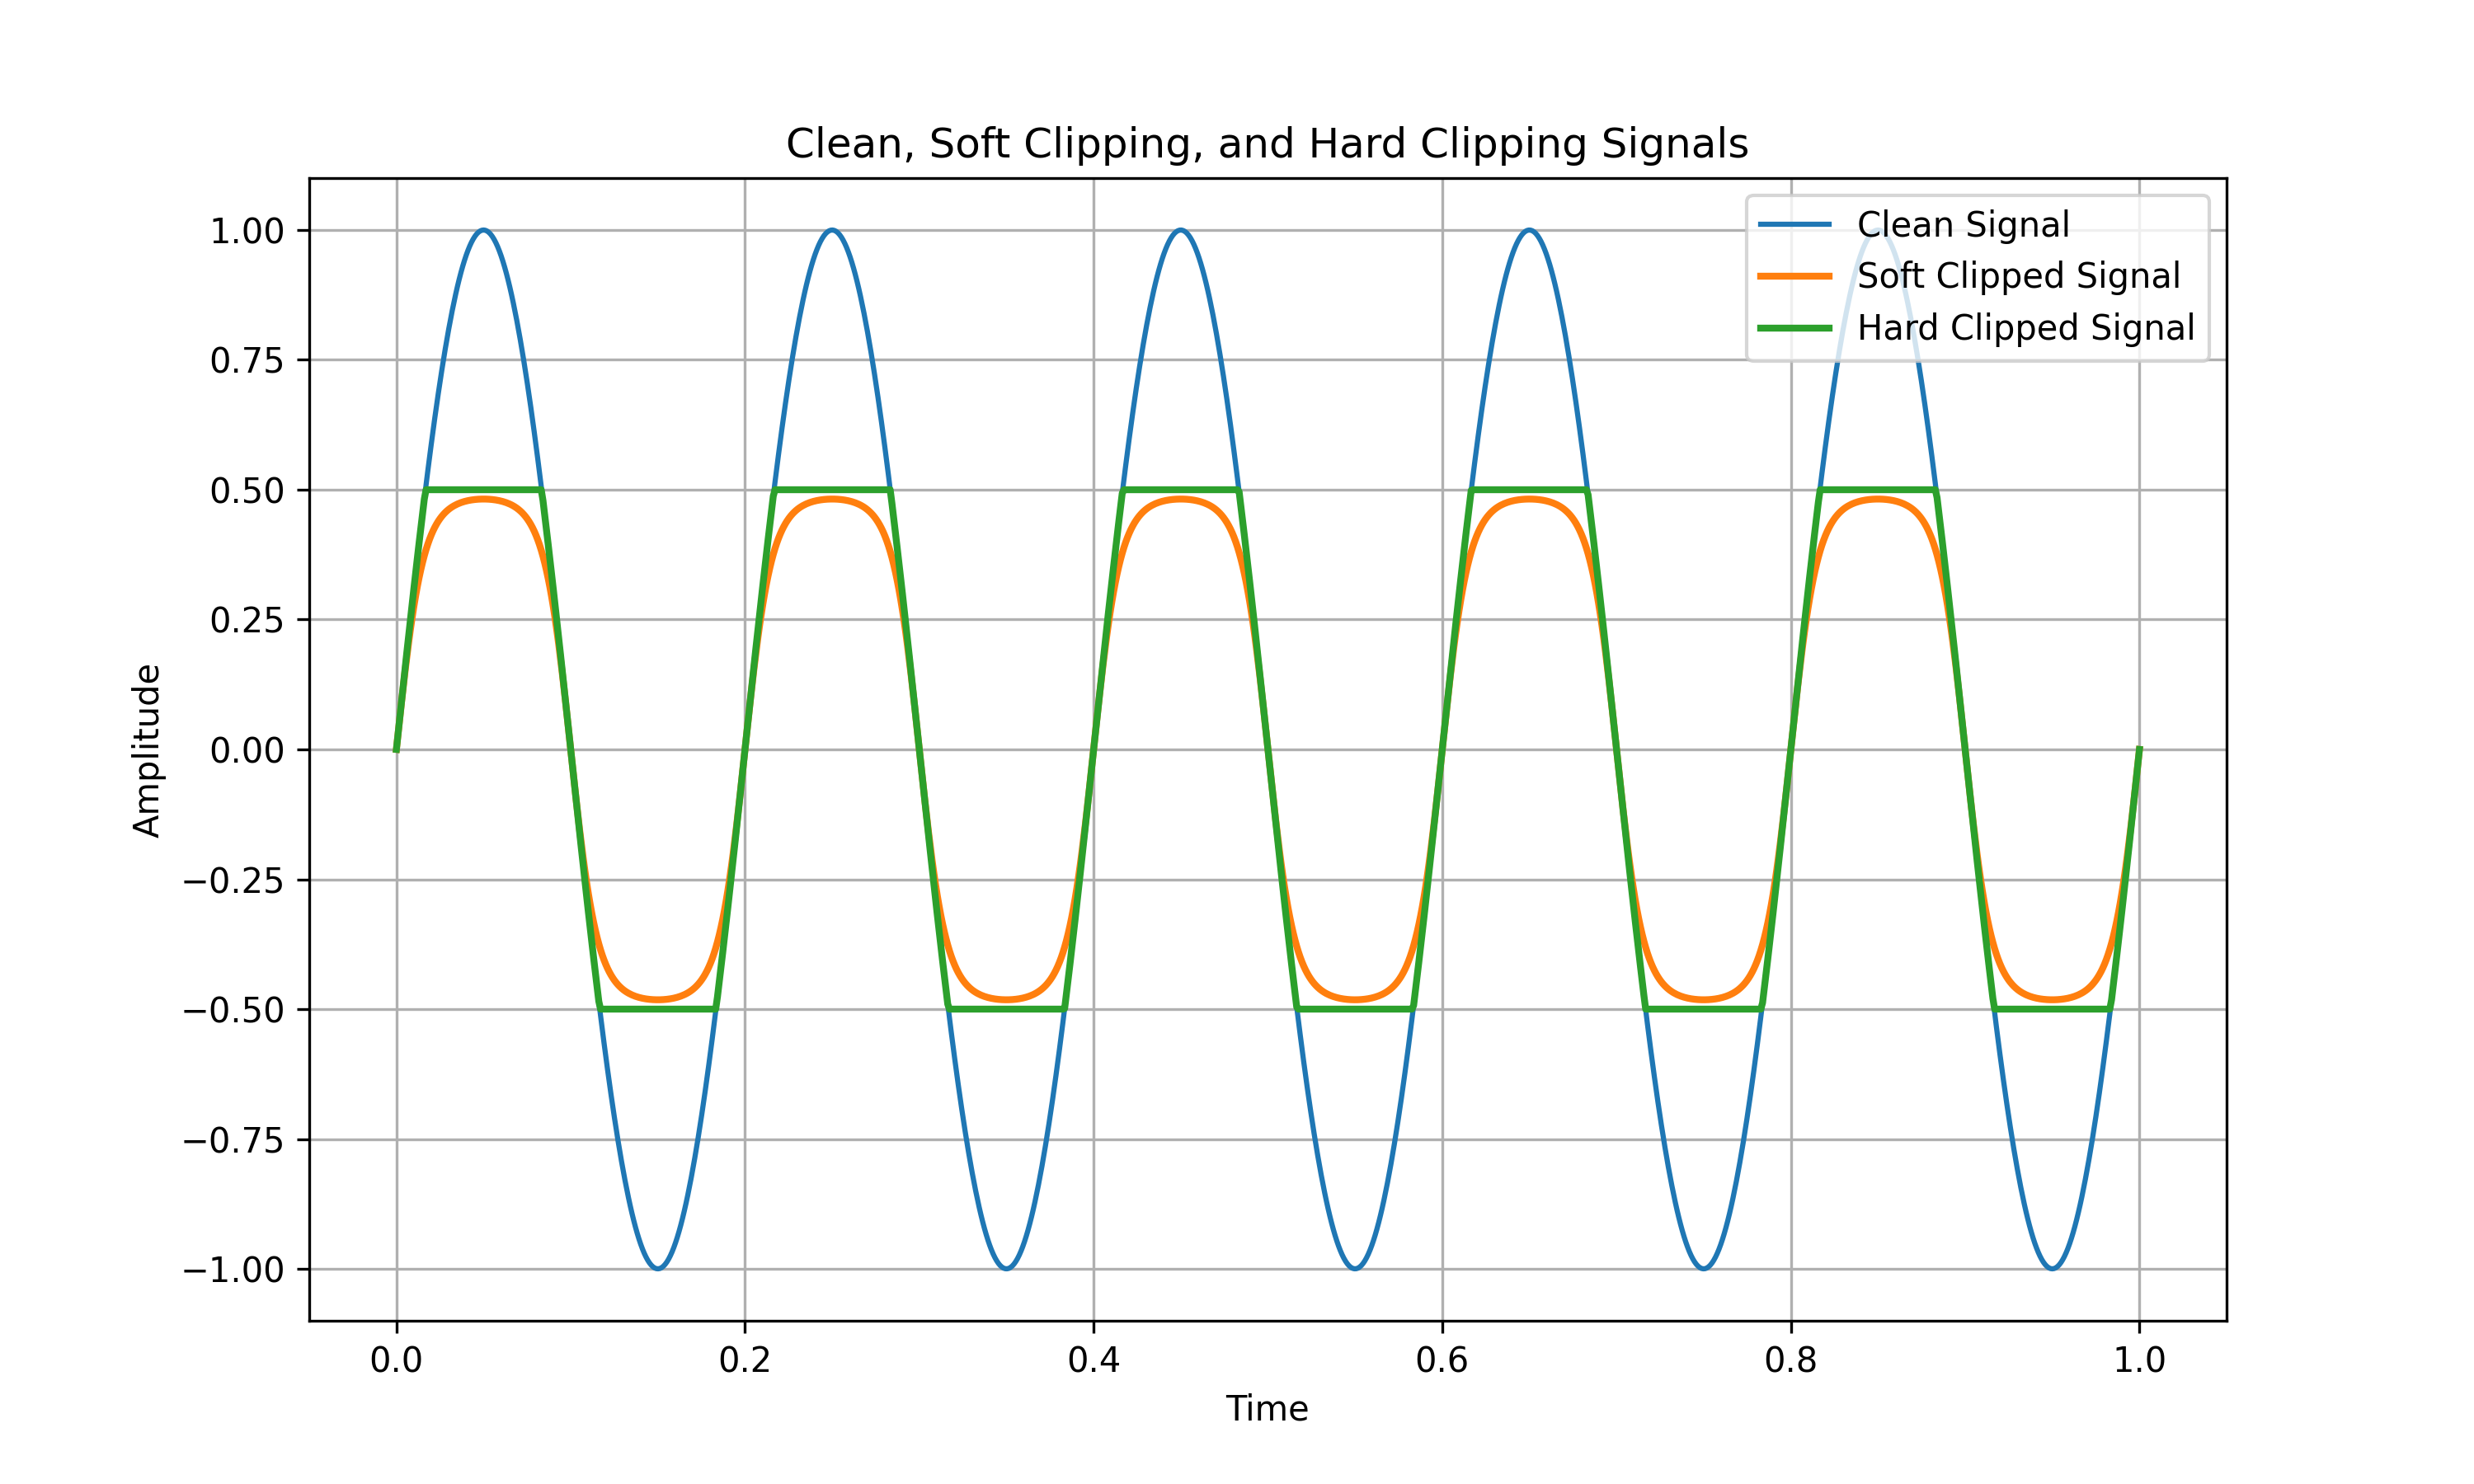 Clean, Soft Clipping, and Hard Clipping Signals
Clean Signal
Soft Clipped Signal
Hard Clipped Signal
1.00
0.75
0.50
0.25
0.00
−0.25
−0.50
−0.75
−1.00
Amplitude
0.0 0.2 0.4 0.6 0.8 1.0
Time